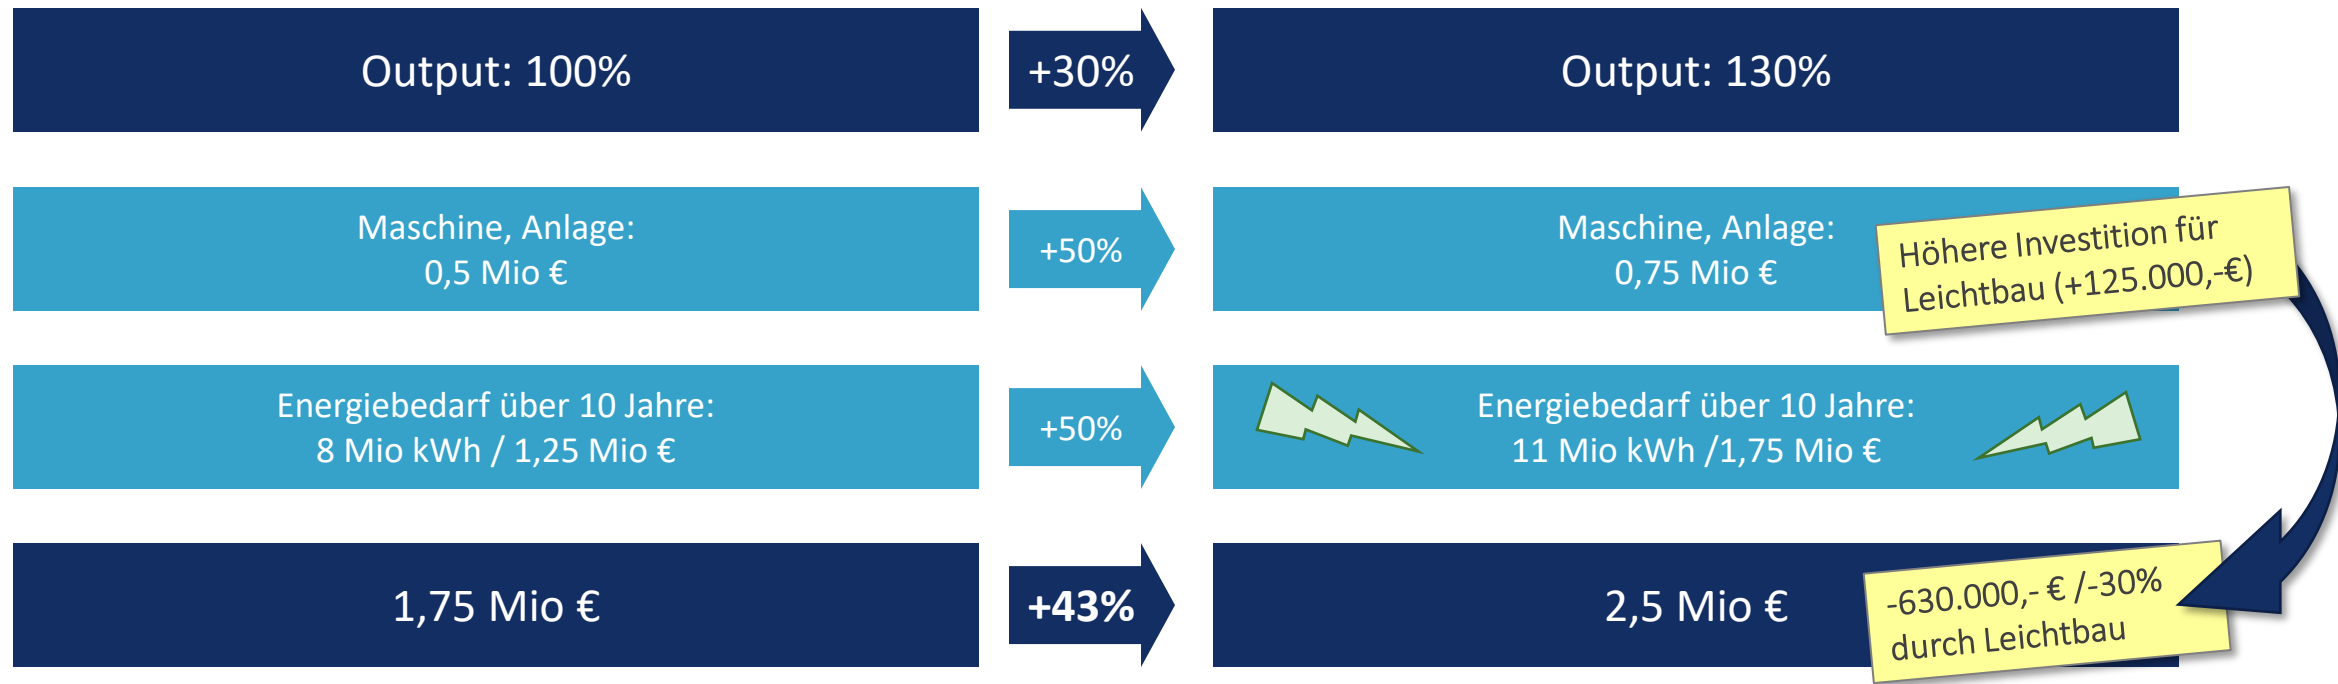 Output: 100%
+30%
Output: 130%
Maschine, Anlage:
0,5 Mio €
+50%
Maschine, Anlage:
0,75 Mio €
Höhere Investition für
Leichtbau (+125.000,-€)
Energiebedarf über 10 Jahre:
8 Mio kWh / 1,25 Mio €
+50%
Energiebedarf über 10 Jahre:
11 Mio kWh /1,75 Mio €
1,75 Mio €
+43%
2,5 Mio €
-630.000,- € /-30%
durch Leichtbau